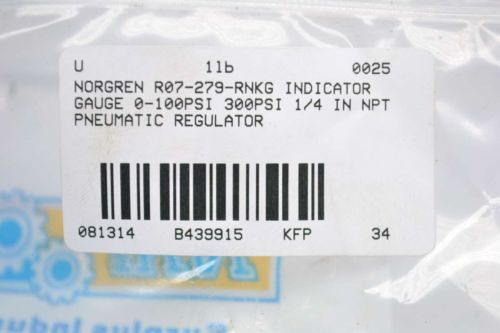 U 1lb 0025
NORGREN R07-279-RNKG INDICATOR
GAUGE 0-100PSI 300PSI 1/4 IN NPT
PNEUMATIC REGULATOR
081314 B439915 KFP 34